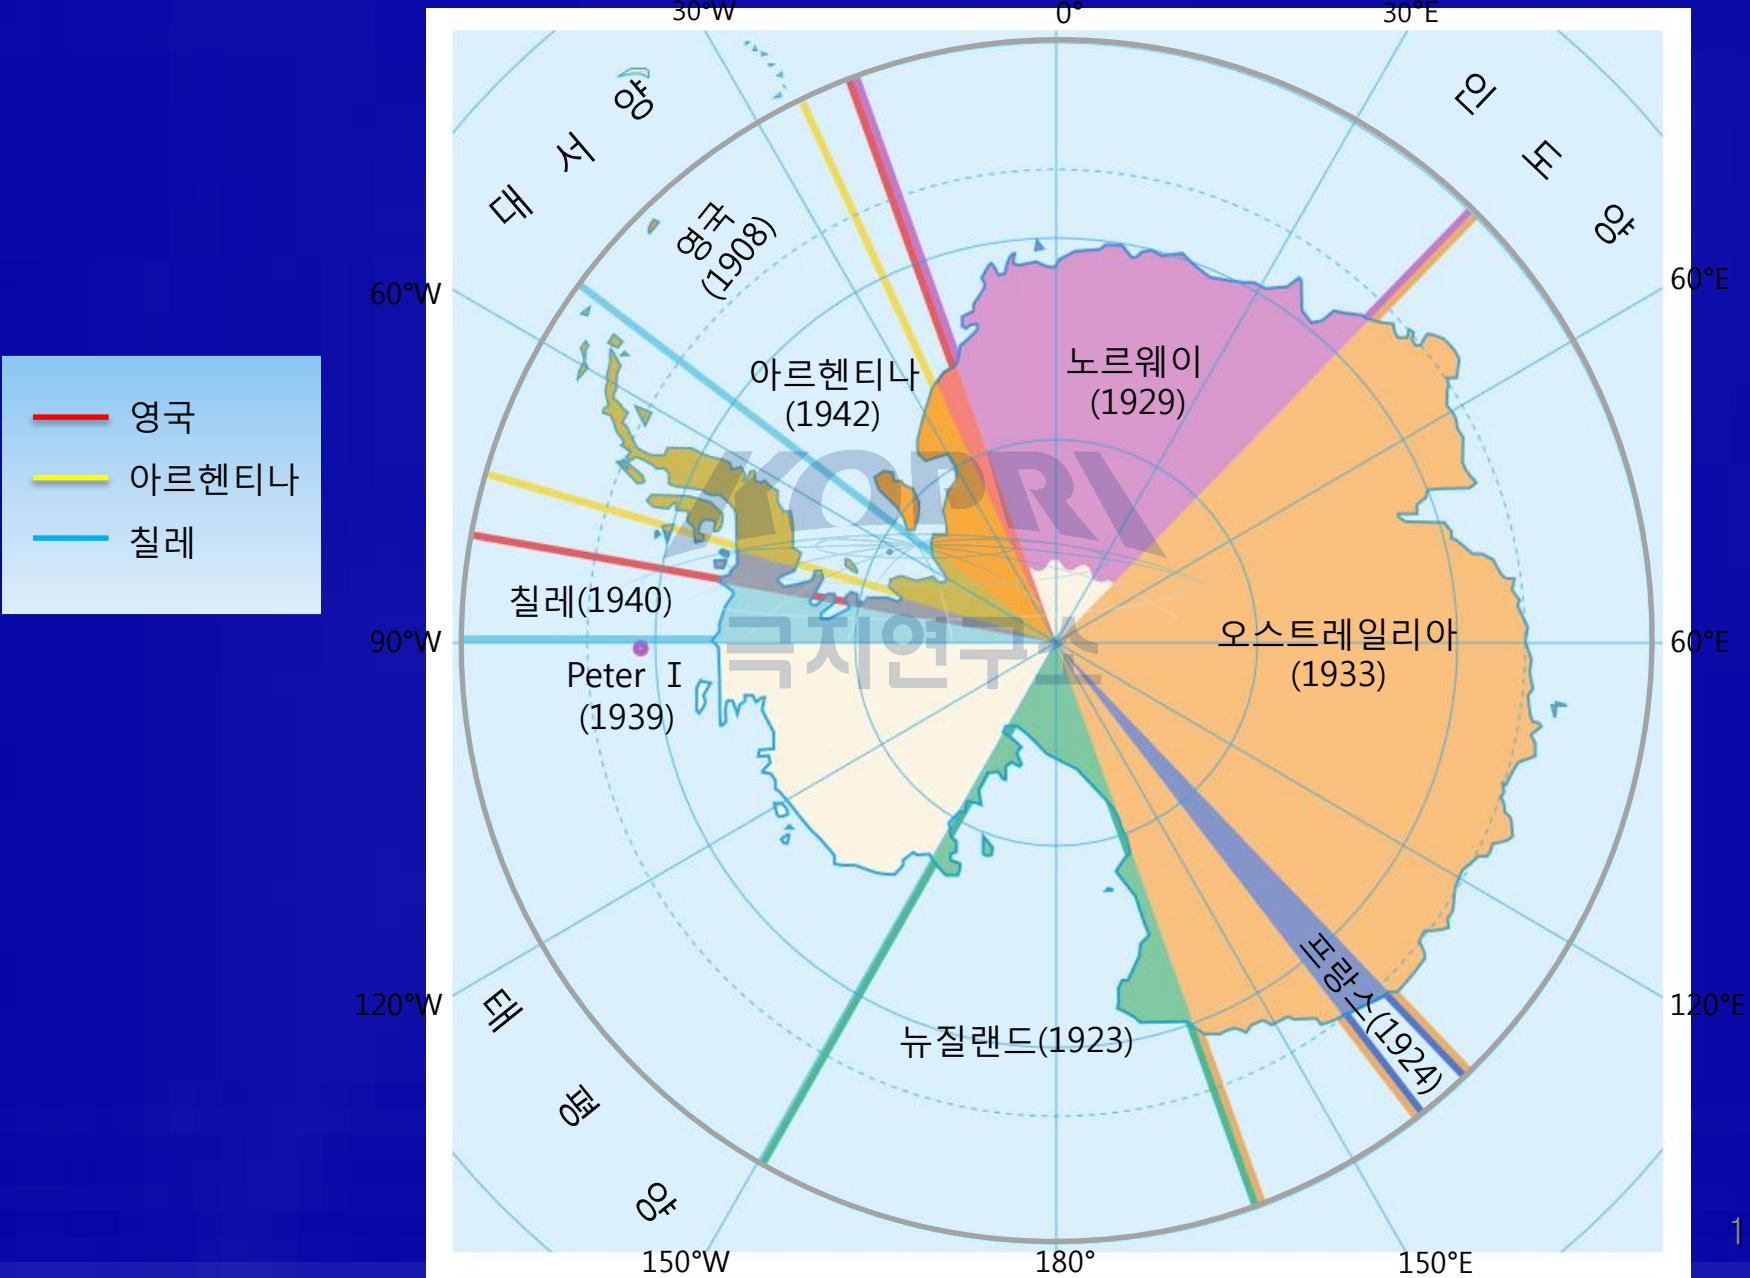 30°W
0°
30°E
대서양
인도양
영국
(1908)
60°W
60°E
아르헨티나
(1942)
노르웨이
(1929)
영국
아르헨티나
칠레
KOPRI
극지연구소
칠레(1940)
90°W
Peter I
(1939)
오스트레일리아
(1933)
60°E
프랑스(1924)
120°W
120°E
뉴질랜드(1923)
태평양
150°W
180°
150°E
1